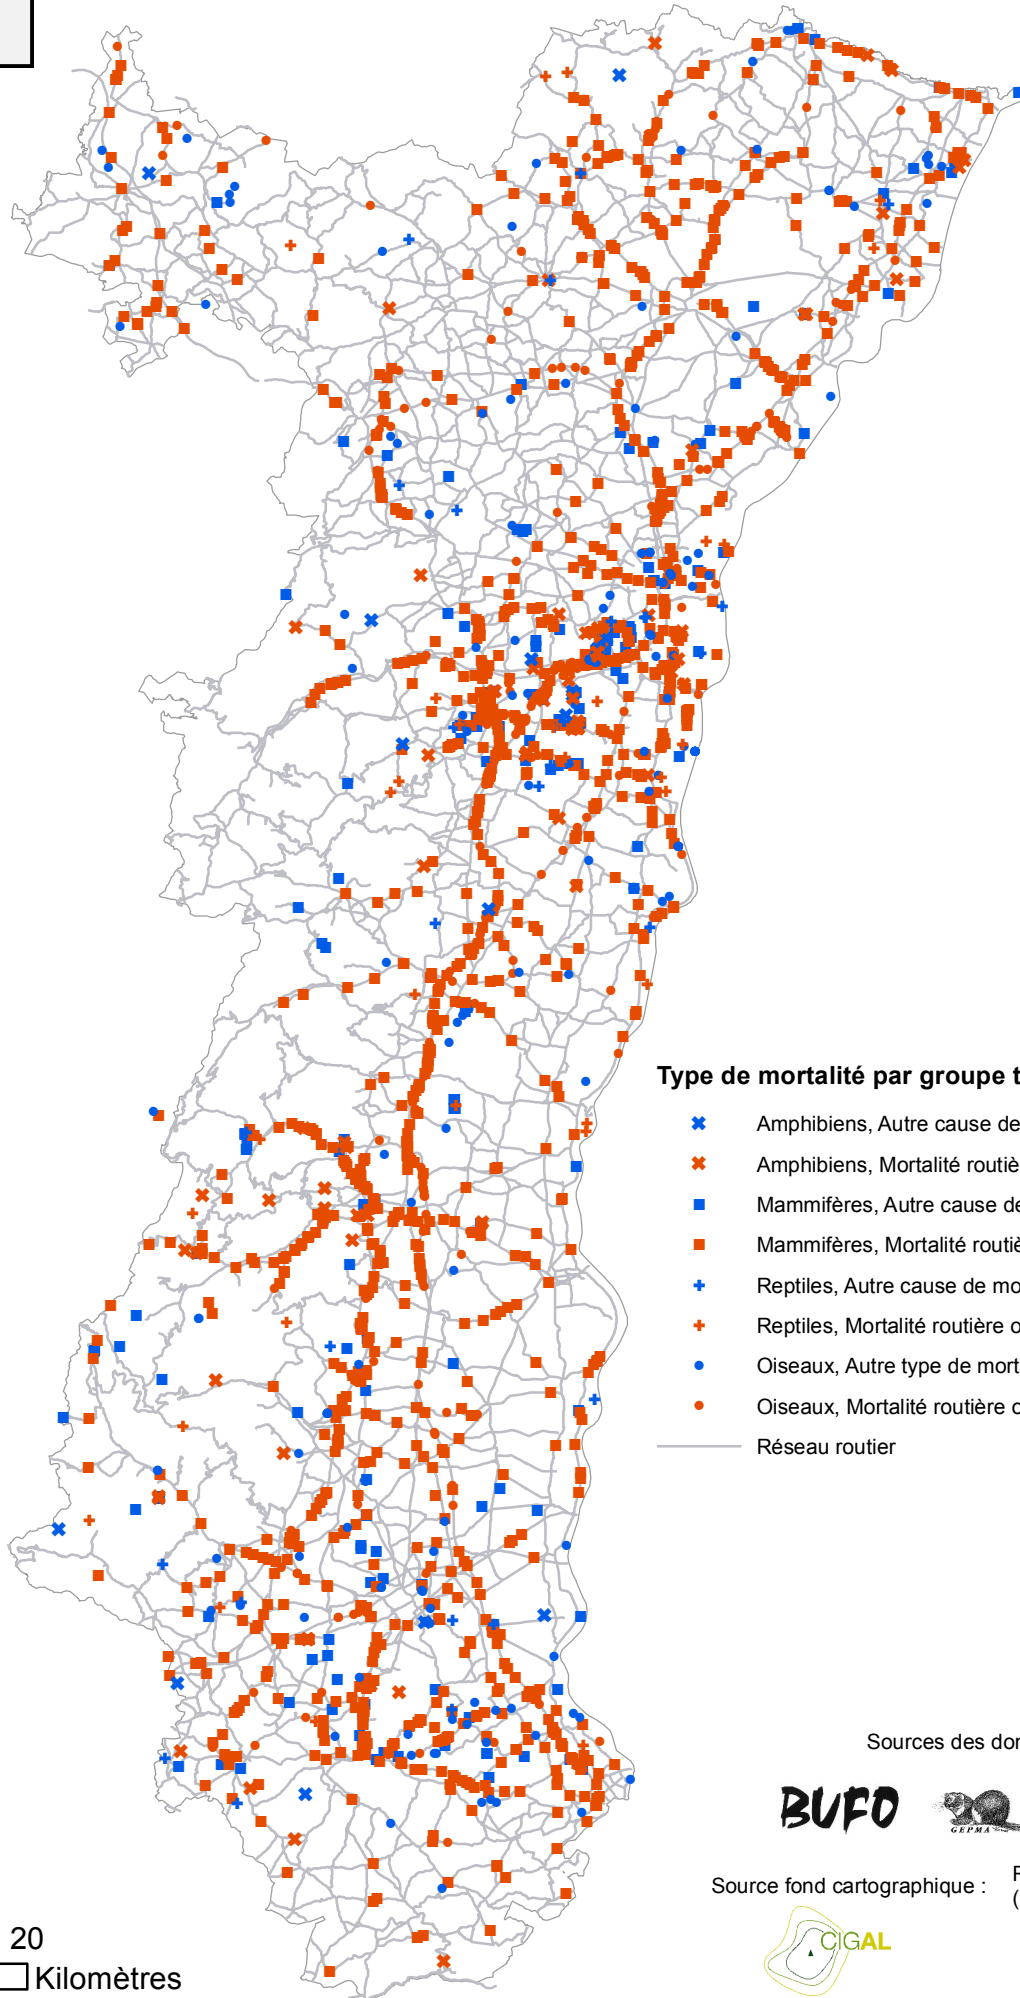 Type de mortalité par groupe t
Amphibiens, Autre cause de
Amphibiens, Mortalité routiè
Mammifères, Autre cause de
Mammifères, Mortalité routiè
Reptiles, Autre cause de mo
Reptiles, Mortalité routière o
Oiseaux, Autre type de mort
Oiseaux, Mortalité routière o
Réseau routier
Sources des don
BUFO
GEPMA
Source fond cartographique :
(
CIGAL
20
Kilomètres